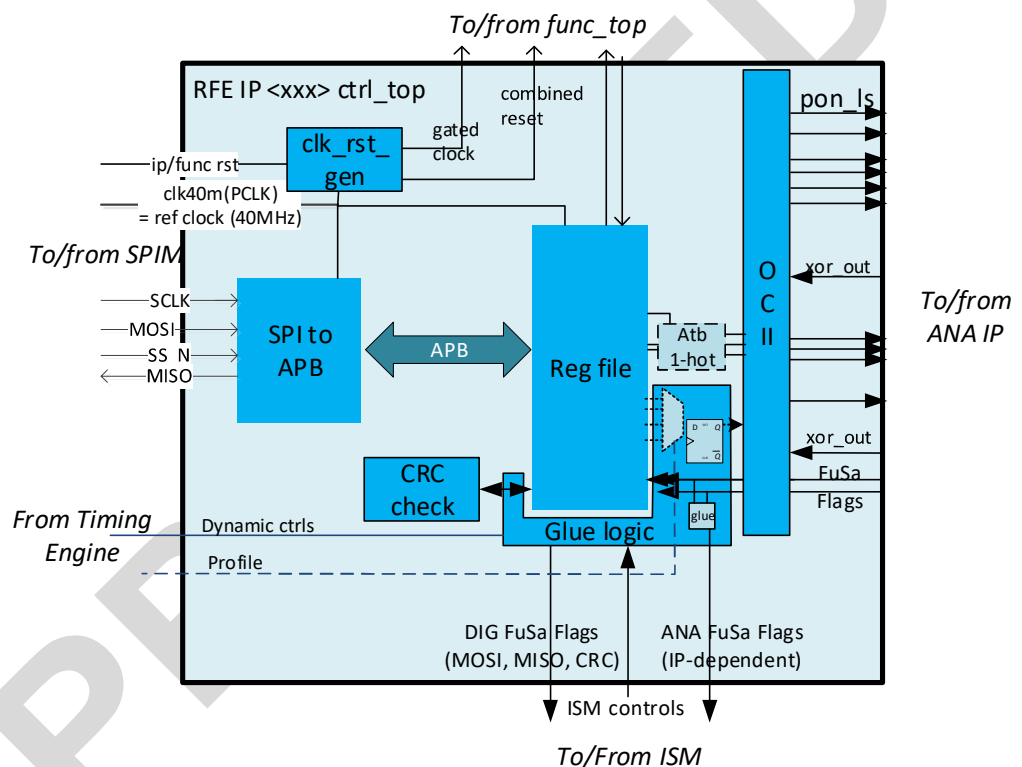 To/from func_top
RFE IP <xxx> ctrl_top
combined
reset
pon_ls
clk_rst_
gen
gated
clock
ip/func rst
clk40m(PCLK)
= ref clock (40MHz)
To/from SPIM
SCLK
MOSI
SS N
MISO
SPI to
APB
APB
Reg file
Atb
1-hot
O
C
II
xor_out
To/from
ANA IP
D
Q
Q
xor_out
FuSa
Flags
CRC
check
glue
Glue logic
From Timing
Engine
Dynamic ctrls
Profile
DIG FuSa Flags
(MOSI, MISO, CRC)
ANA FuSa Flags
(IP-dependent)
ISM controls
To/From ISM